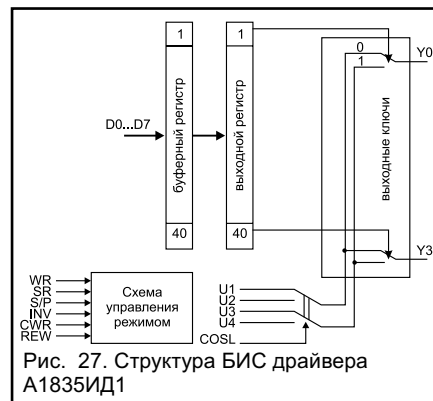 1
1
0
Y0
1
D0...D7
буферный регистр
выходной регистр
выходные ключи
40
40
Y3
WR
SR
S/P
INV
CWR
REW
Схема
управления
режимом
U1
U2
U3
U4
COSL
Рис. 27. Структура БИС драйвера
А1835ИД1